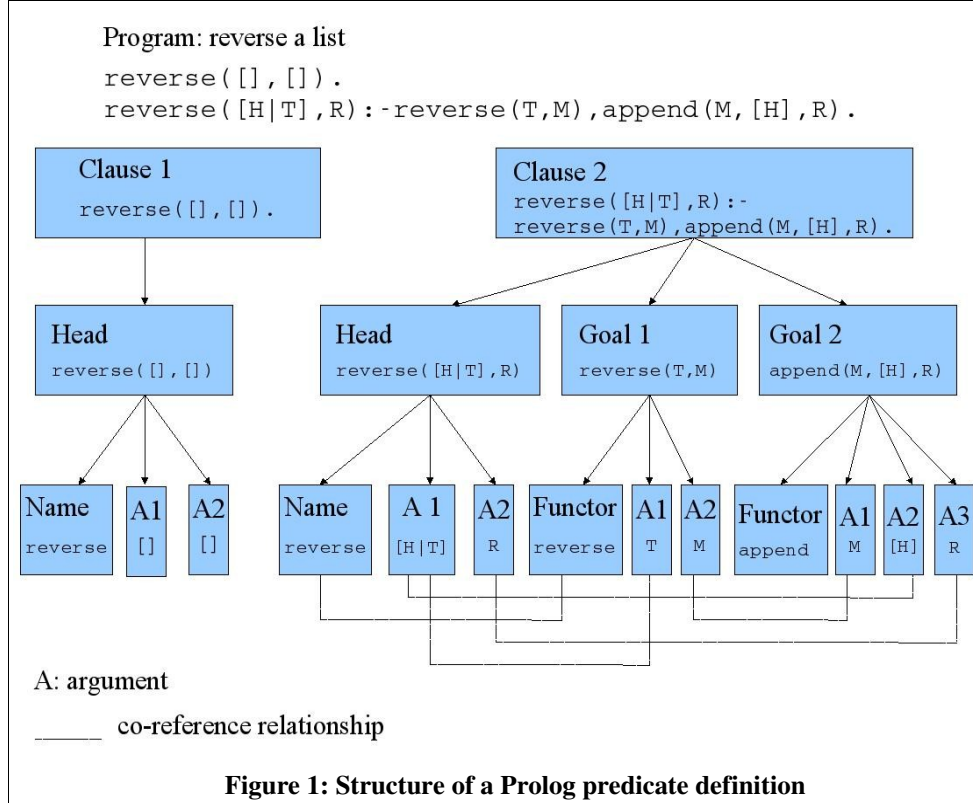 Program: reverse a list
reverse([],[]).
reverse([H|T],R):-reverse(T,M),append(M,[H],R).
Clause 1
reverse([],[]).
Clause 2
reverse([H|T],R):-
reverse(T,M),append(M,[H],R).
Head
reverse([],[])
Head
reverse([H|T],R)
Goal 1
reverse(T,M)
Goal 2
append(M,[H],R)
Name
reverse
A1
[]
A2
[]
Name
reverse
A 1
[H|T]
A2
R
Functor
reverse
A1
T
A2
M
Functor
append
A1
M
A2
[H]
A3
R
A: argument
co-reference relationship
Figure 1: Structure of a Prolog predicate definition